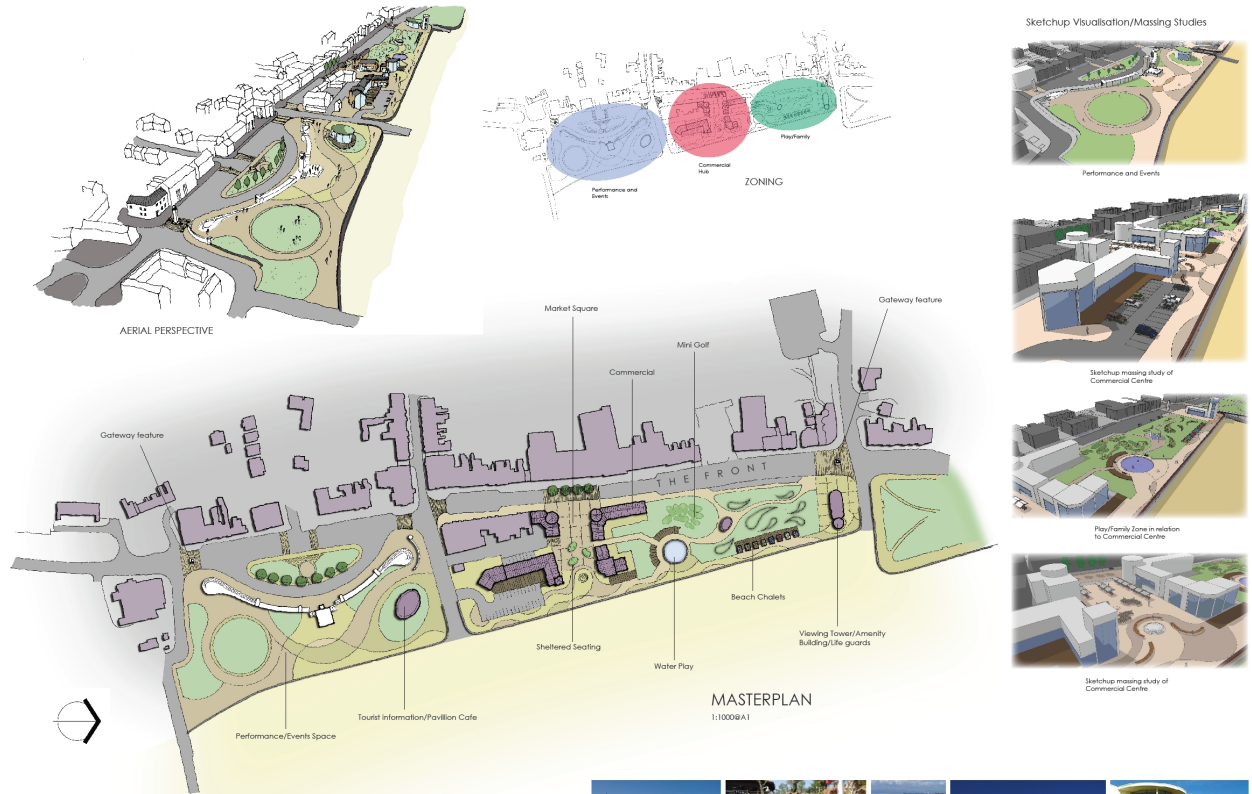 Sketchup Visualisation/Massing Studies
Performance and Events
Sketchup massing study of
Commercial Centre
Play/Family Zone in relation
to Commercial Centre
Sketchup massing study of
Commercial Centre
AERIAL PERSPECTIVE
Performance and
Events
Commercial
Hub
Play/Family
ZONING
Gateway feature
Market Square
Commercial
Mini Golf
Gateway feature
THE FRONT
Performance/Events Space
Tourist information/Pavillion Cafe
Sheltered Seating
Water Play
Beach Chalets
Viewing Tower/Amenity
Building/Life guards
MASTERPLAN
1:1000@A1